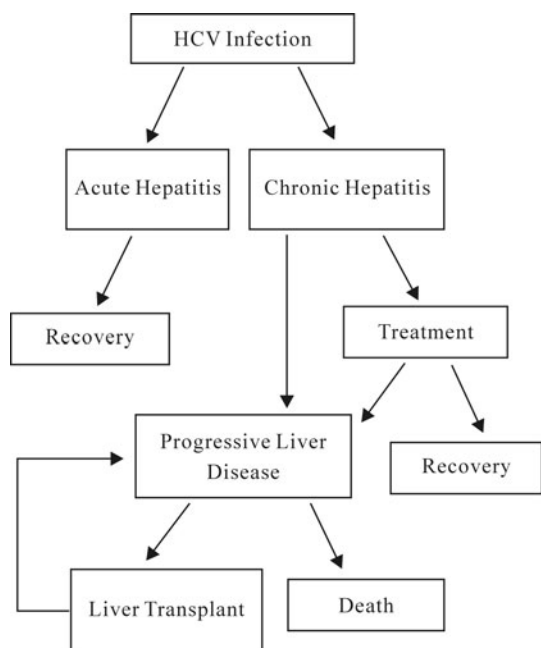 HCV Infection
Acute Hepatitis
Chronic Hepatitis
Recovery
Treatment
Progressive Liver
Disease
Recovery
Liver Transplant
Death